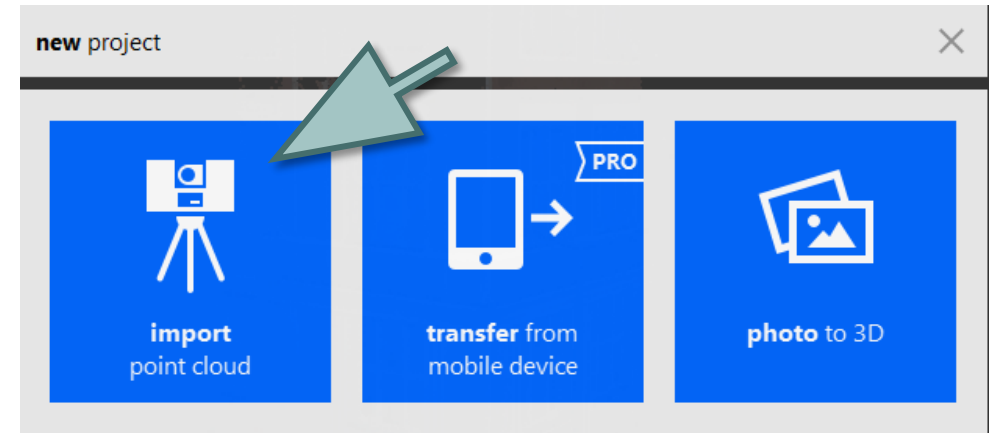 new project
PRO
import
point cloud
transfer from
mobile device
photo to 3D